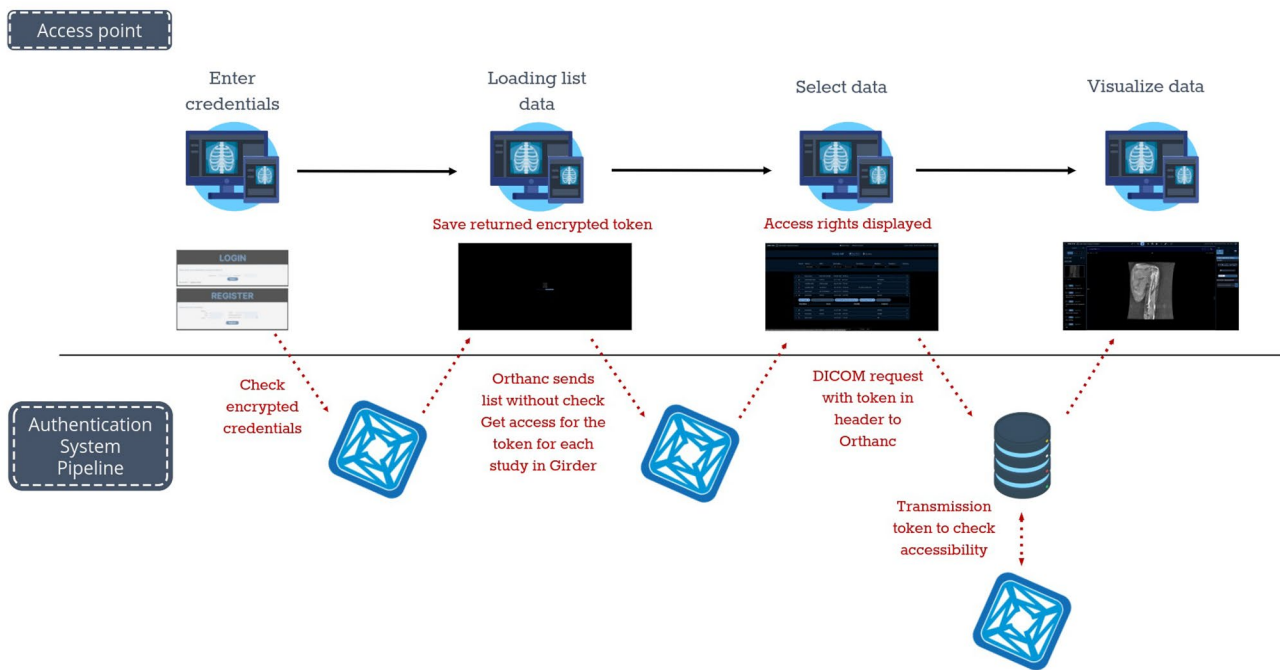 Access point
Enter
credentials
Loading list
data
Select data
Visualize data
Save returned encrypted token
Access rights displayed
LOGIN
REGISTER
Check
encrypted
credentials
Orthanc sends
list without check
Get access for the
token for each
study in Girder
DICOM request
with token in
header to
Orthanc
Authentication
System
Pipeline
Transmission
token to check
accessibility